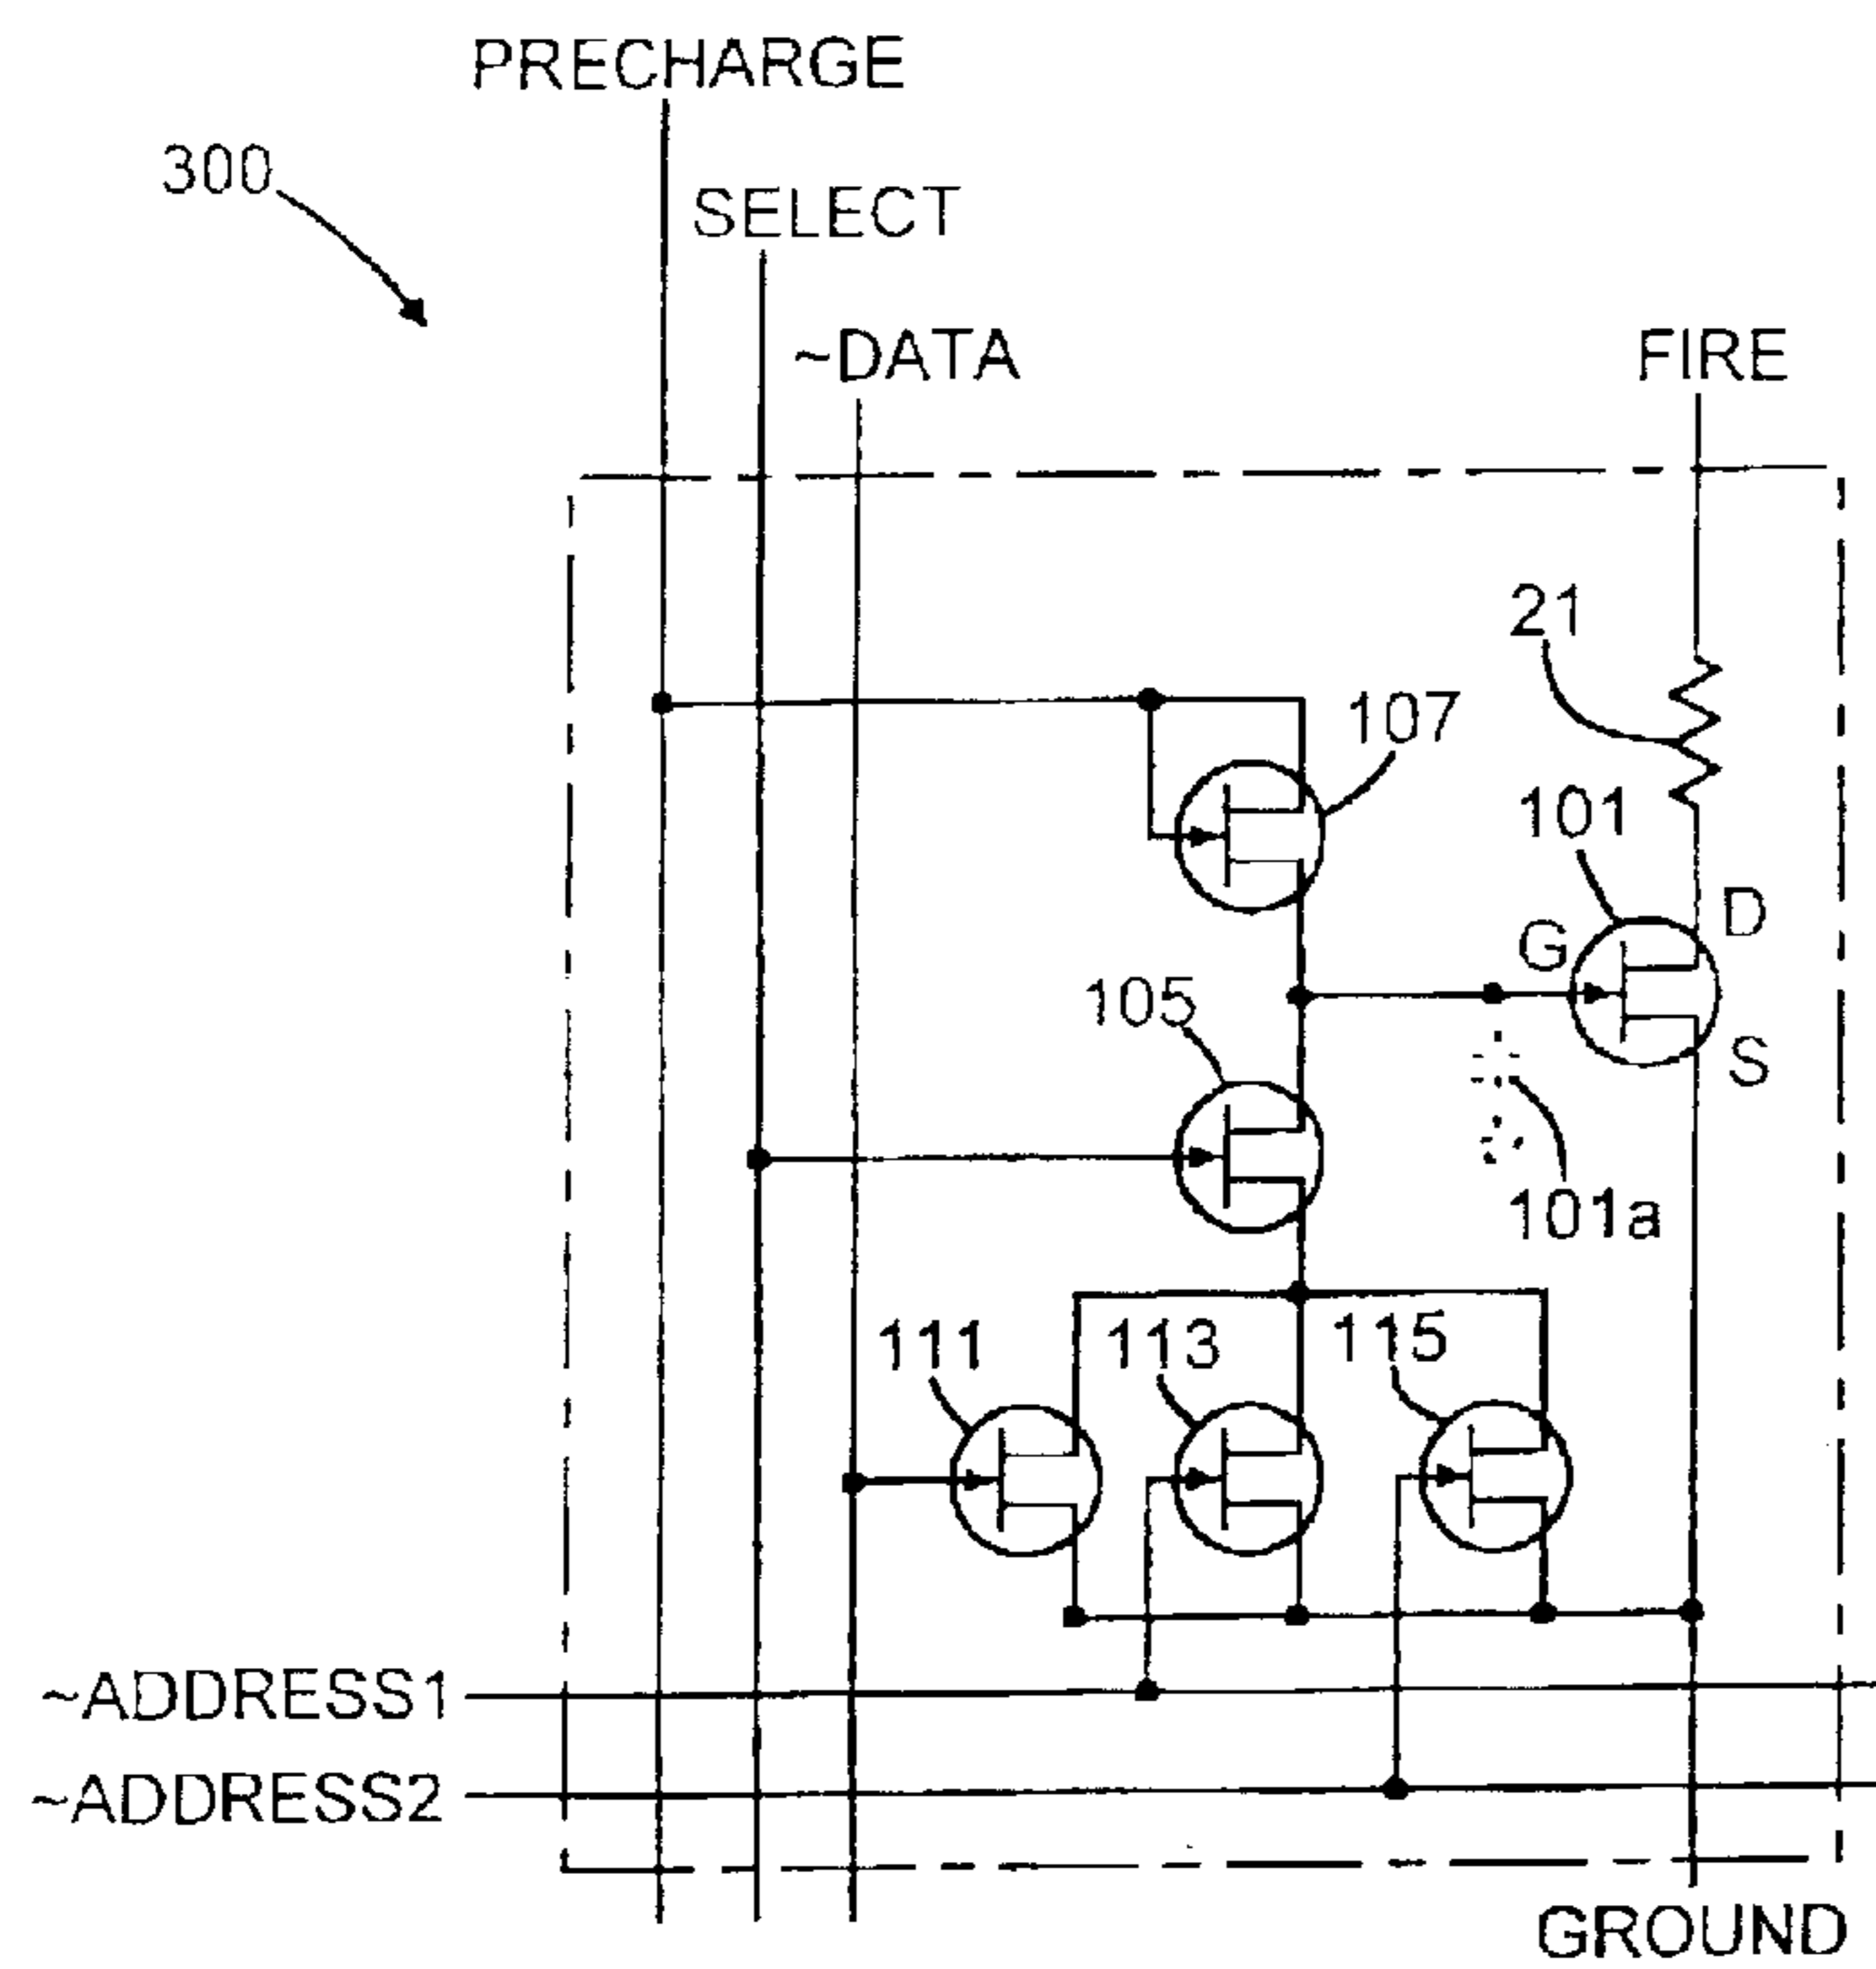 PRECHARGE
300
SELECT
~DATA
FIRE
21
107
101
D
G
105
S
101a
111
113
115
~ADDRESS1
~ADDRESS2
GROUND